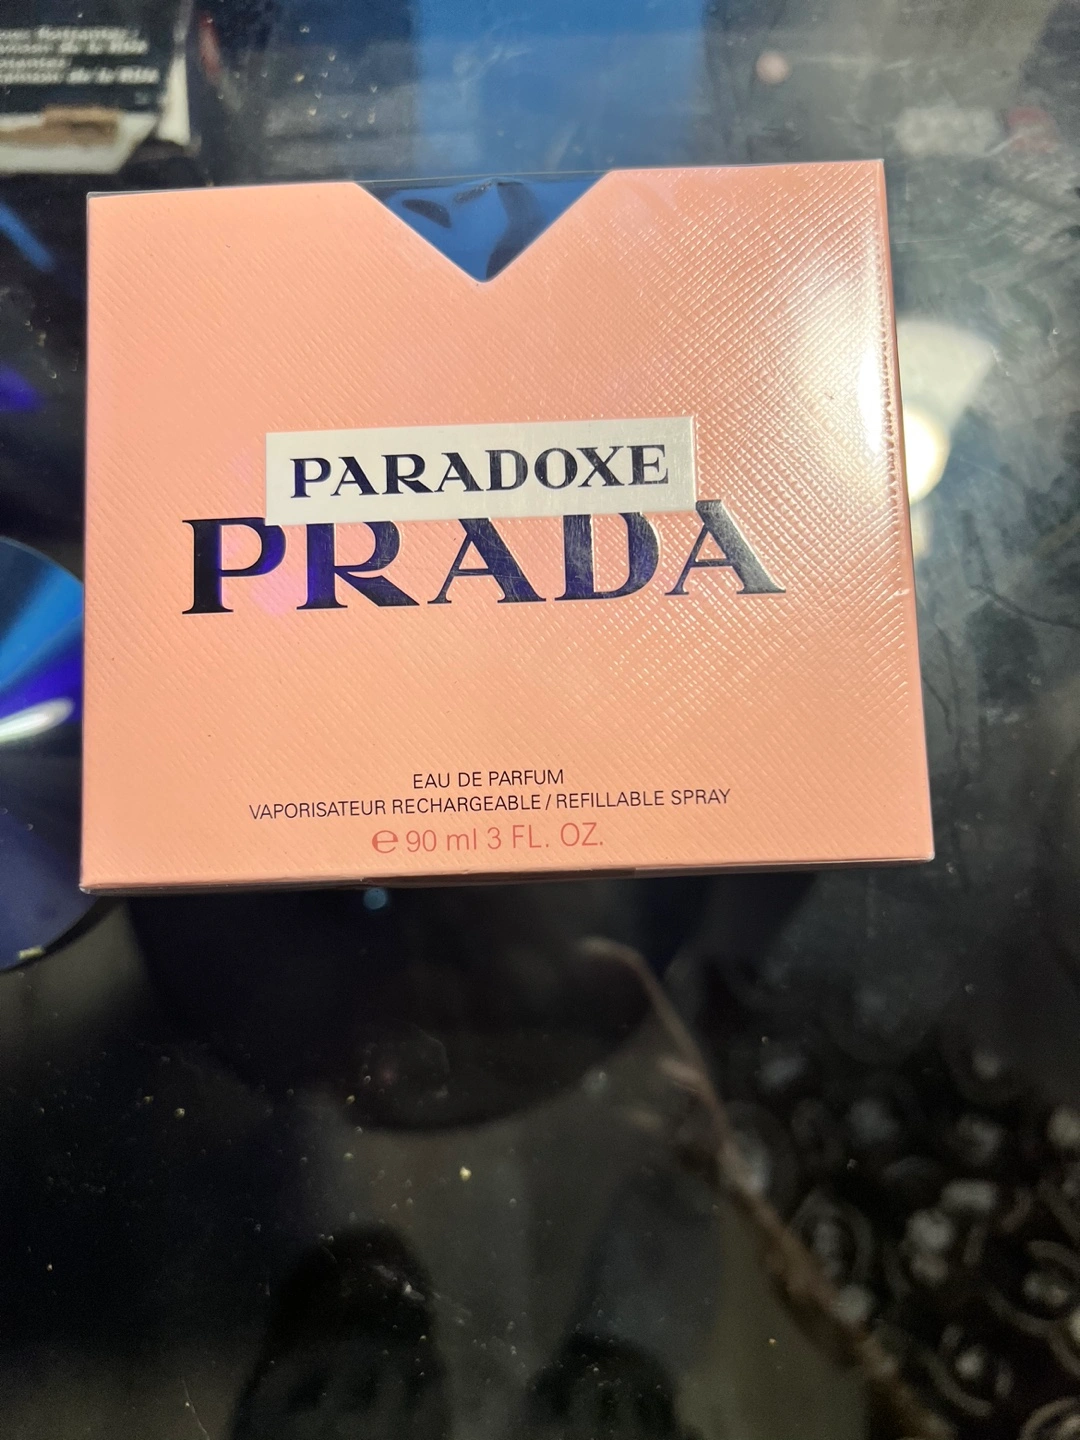 PARADOXE
PRADA
EAU DE PARFUM
VAPORISATEUR RECHARGEABLE / REFILLABLE SPRAY
℮ 90 ml 3 FL. OZ.